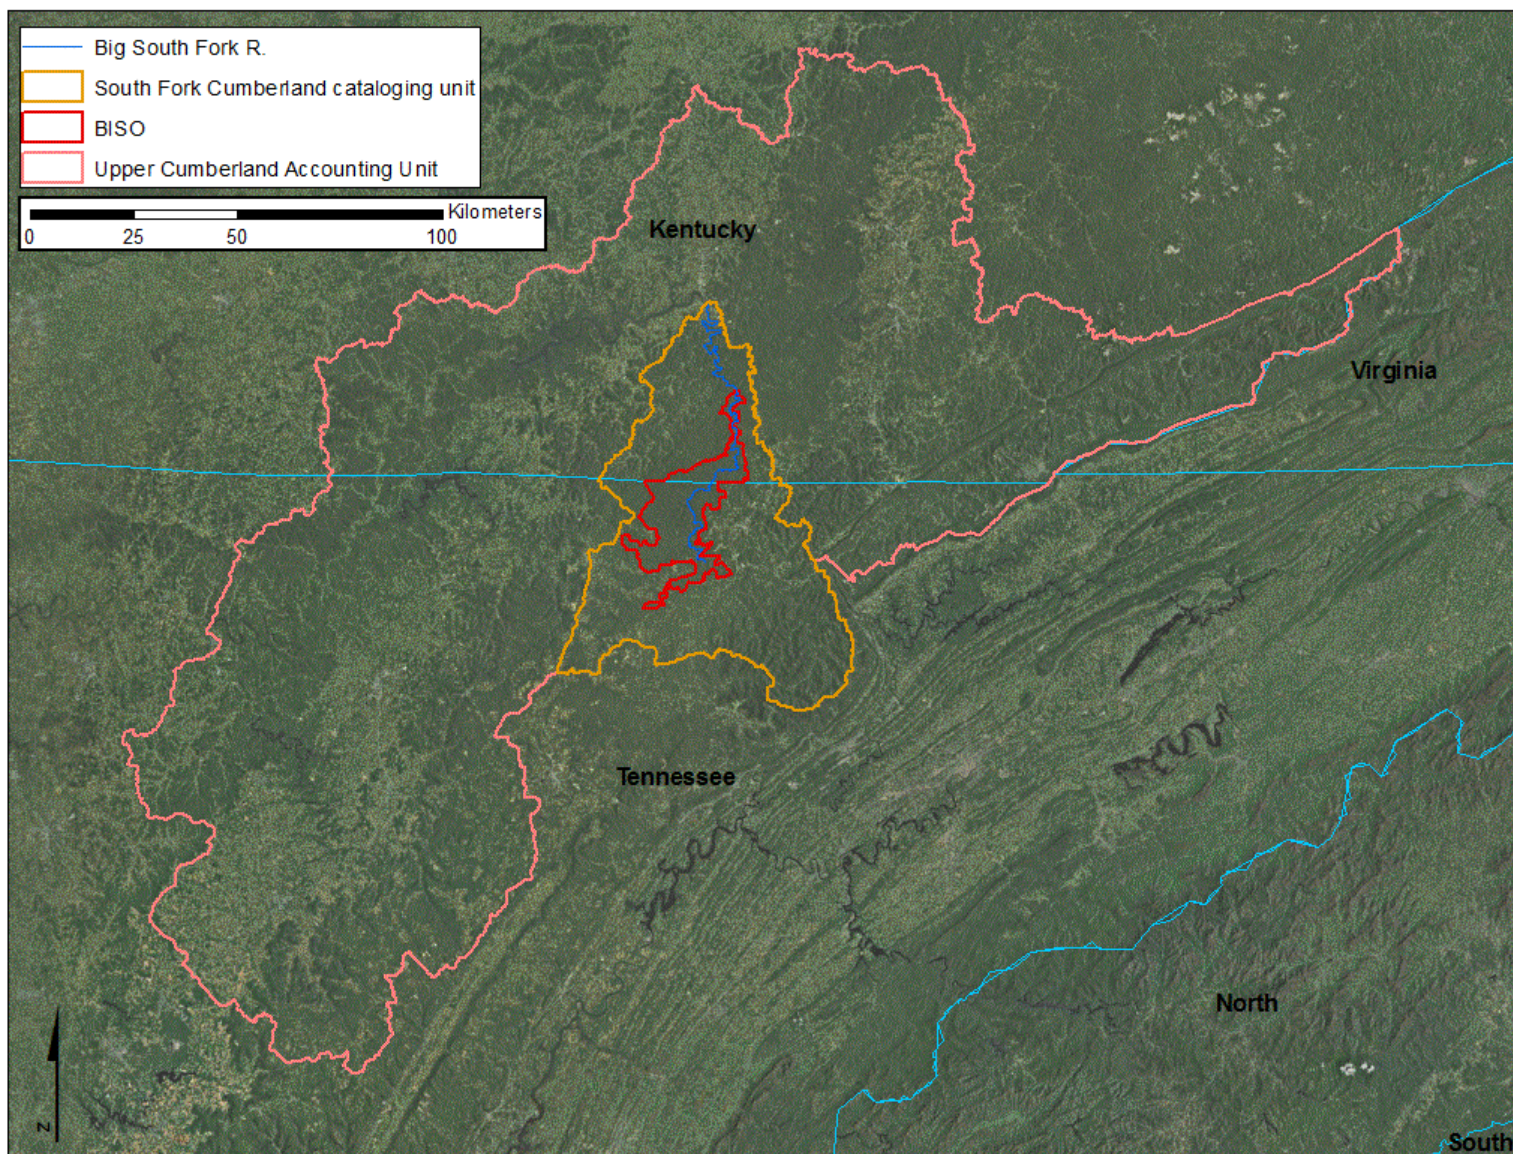 Big South Fork R.
South Fork Cumberland cataloging unit
BISO
Upper Cumberland Accounting Unit
Kilometers
0 25 50 100
Kentucky
Virginia
Tennessee
North
South
N